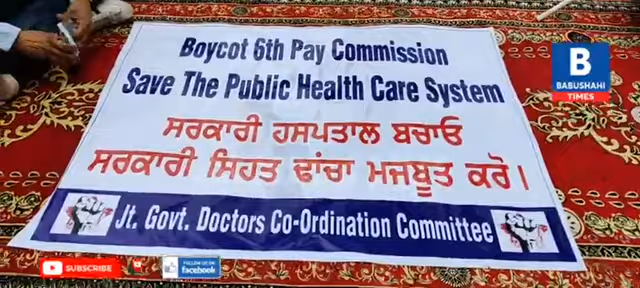 Boycott 6th Pay Commission
Save The Public Health Care System
ਸਰਕਾਰੀ ਹਸਪਤਾਲ ਬਚਾਓ
ਸਰਕਾਰੀ ਸਿਹਤ ਢਾਂਚਾ ਮਜਬੂਤ ਕਰੋ।
Jt. Govt. Doctors Co-Ordination Committee
B
BABUSHAHI
TIMES
SUBSCRIBE
FOLLOW US ON
facebook